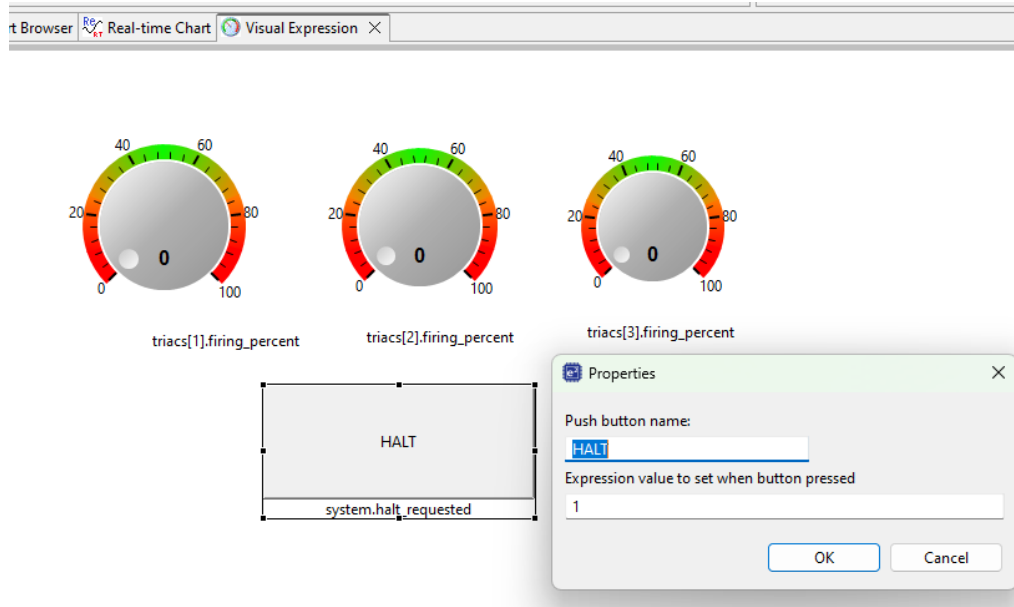 rt Browser Real-time Chart Visual Expression
40 60 40 60 40 60
20 80 20 80 20 80
0 0 0
0 100 0 100 0 100
triacs[1].firing_percent triacs[2].firing_percent triacs[3].firing_percent
HALT
system.halt_requested
Properties
Push button name:
HALT
Expression value to set when button pressed
1
OK Cancel